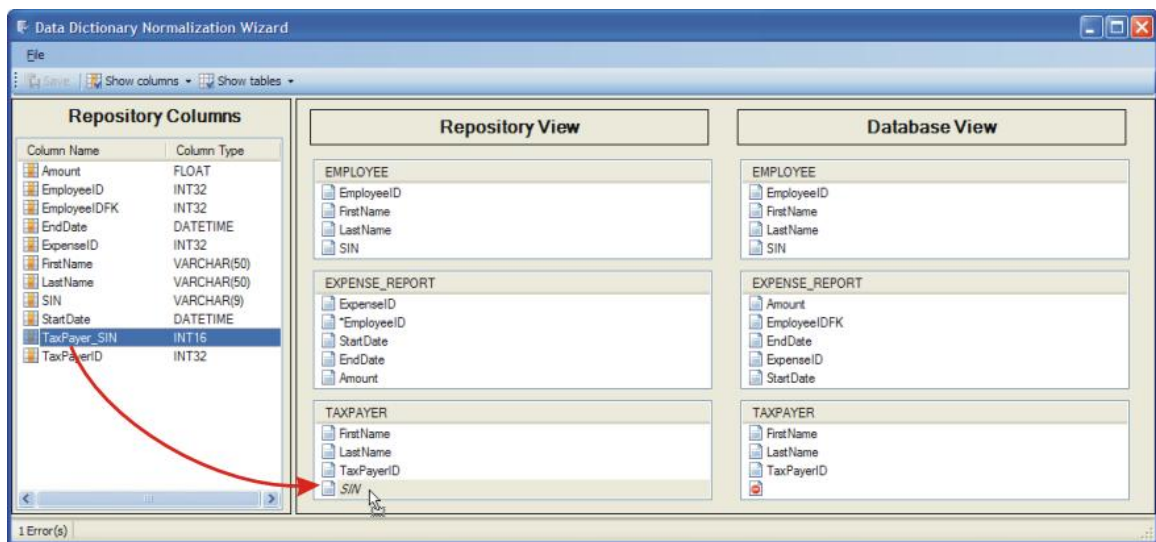 Data Dictionary Normalization Wizard
File
Save Show columns Show tables
Repository Columns
Column Name Column Type
Amount FLOAT
EmployeeID INT32
EmployeeIDFK INT32
EndDate DATETIME
ExpenseID INT32
FirstName VARCHAR(50)
LastName VARCHAR(50)
SIN VARCHAR(9)
StartDate DATETIME
TaxPayer_SIN INT16
TaxPayerID INT32
Repository View
EMPLOYEE
EmployeeID
FirstName
LastName
SIN
EXPENSE_REPORT
ExpenseID
*EmployeeID
StartDate
EndDate
Amount
TAXPAYER
FirstName
LastName
TaxPayerID
SIN
Database View
EMPLOYEE
EmployeeID
FirstName
LastName
SIN
EXPENSE_REPORT
Amount
EmployeeIDFK
EndDate
ExpenseID
StartDate
TAXPAYER
FirstName
LastName
TaxPayerID
1 Error(s)